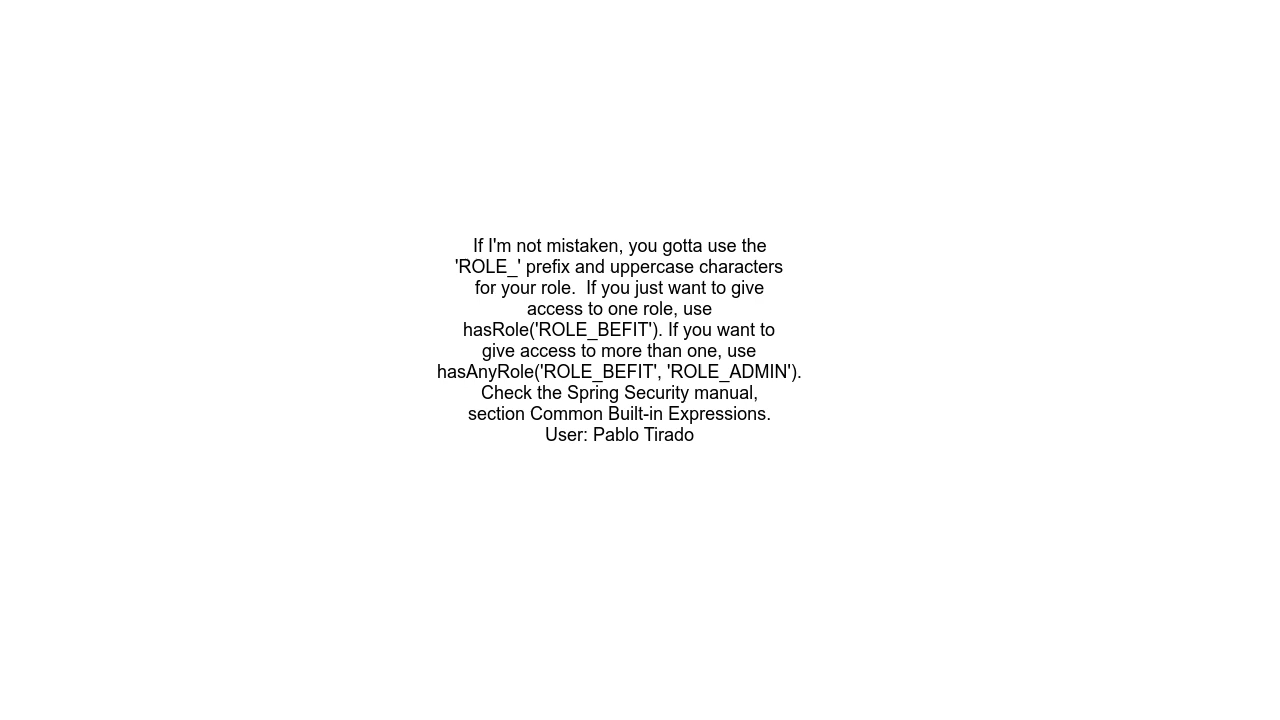 If I'm not mistaken, you gotta use the
'ROLE_' prefix and uppercase characters
for your role.  If you just want to give
access to one role, use
hasRole('ROLE_BEFIT'). If you want to
give access to more than one, use
hasAnyRole('ROLE_BEFIT', 'ROLE_ADMIN').
Check the Spring Security manual,
section Common Built-in Expressions.
User: Pablo Tirado